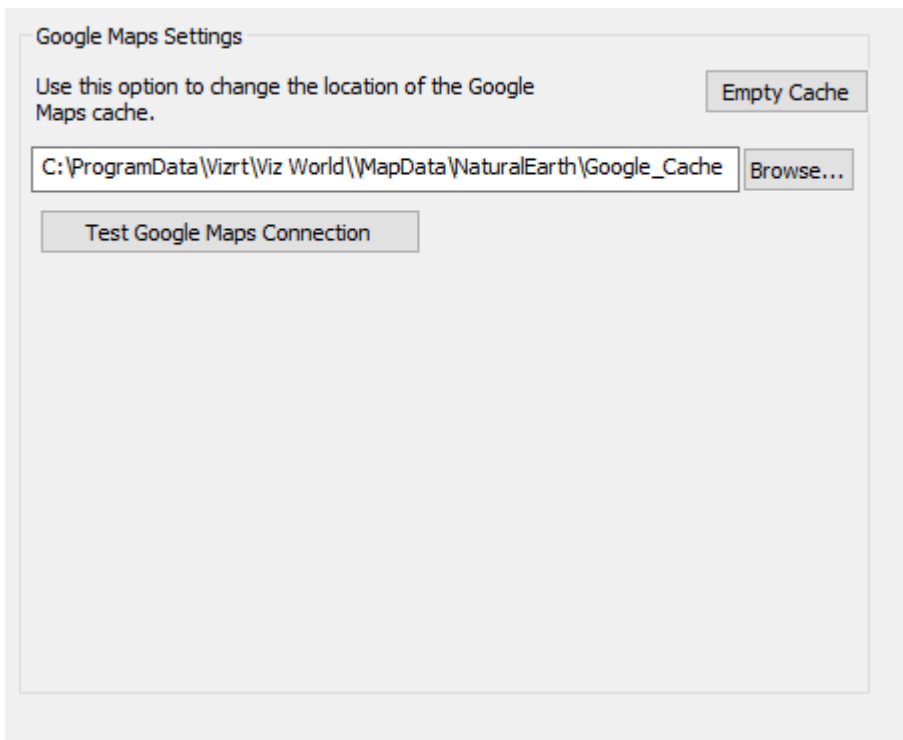 Google Maps Settings
Use this option to change the location of the Google
Maps cache.
Empty Cache
C:\ProgramData\Vizrt\Viz World\\MapData\NaturalEarth\Google_Cache
Browse...
Test Google Maps Connection